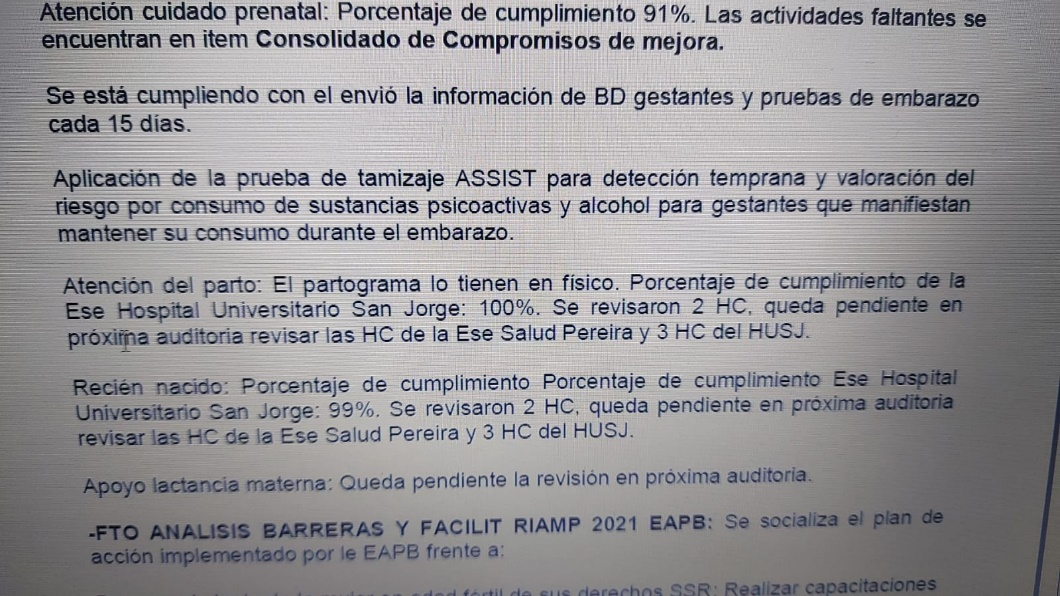 Atención cuidado prenatal: Porcentaje de cumplimiento 91%. Las actividades faltantes se
encuentran en item Consolidado de Compromisos de mejora.
Se está cumpliendo con el envió la información de BD gestantes y pruebas de embarazo
cada 15 días.
Aplicación de la prueba de tamizaje ASSIST para detección temprana y valoración del
riesgo por consumo de sustancias psicoactivas y alcohol para gestantes que manifiestan
mantener su consumo durante el embarazo.
Atención del parto: El partograma lo tienen en físico. Porcentaje de cumplimiento de la
Ese Hospital Universitario San Jorge: 100%. Se revisaron 2 HC, queda pendiente en
próxima auditoria revisar las HC de la Ese Salud Pereira y 3 HC del HUSJ.
Recién nacido: Porcentaje de cumplimiento Porcentaje de cumplimiento Ese Hospital
Universitario San Jorge: 99%. Se revisaron 2 HC, queda pendiente en próxima auditoria
revisar las HC de la Ese Salud Pereira y 3 HC del HUSJ.
Apoyo lactancia materna: Queda pendiente la revisión en próxima auditoria.
-FTO ANALISIS BARRERAS Y FACILIT RIAMP 2021 EAPB: Se socializa el plan de
acción implementado por le EAPB frente a:
en edad fértil de sus derechos SSR: Realizar capacitaciones